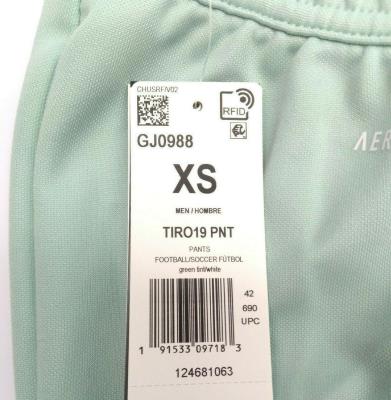 CHUSRF/V02
RFID
GJ0988
XS
AER
MEN / HOMBRE
TIRO19 PNT
PANTS
FOOTBALL/SOCCER FÚTBOL
green tint/white
42
690
UPC
1 91533 09718 3
124681063